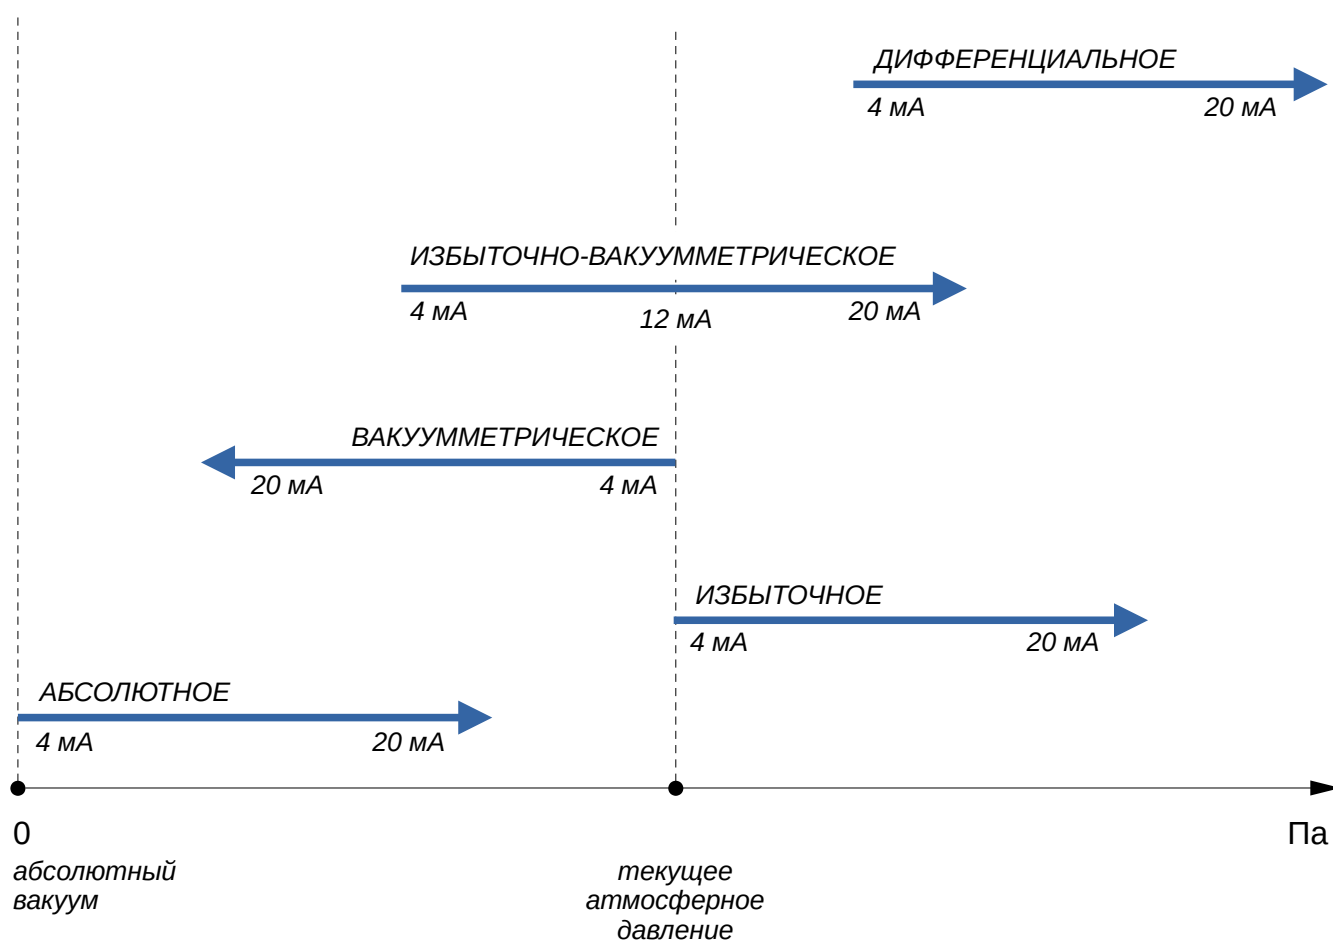 ДИФФЕРЕНЦИАЛЬНОЕ
4 мА 20 мА
ИЗБЫТОЧНО-ВАКУУММЕТРИЧЕСКОЕ
4 мА 12 мА 20 мА
ВАКУУММЕТРИЧЕСКОЕ
20 мА 4 мА
ИЗБЫТОЧНОЕ
4 мА 20 мА
АБСОЛЮТНОЕ
4 мА 20 мА
0 Па
абсолютный
вакуум
текущее
атмосферное
давление